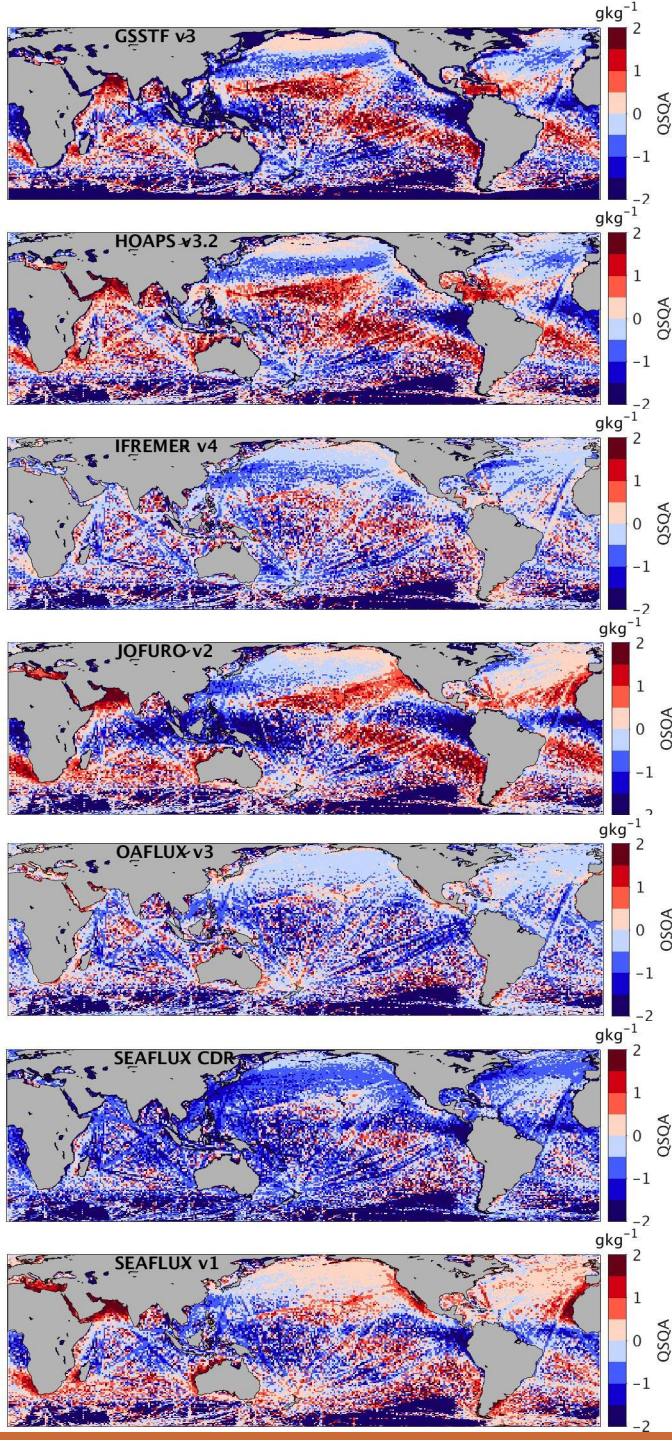 gkg-1
GSSTF v3
2
1
0
-1
-2
QSQA
gkg-1
HOAPS v3.2
2
1
0
-1
-2
QSQA
gkg-1
IFREMER v4
2
1
0
-1
-2
QSQA
gkg-1
JOFURO v2
2
1
0
-1
-2
QSQA
gkg-1
OAFLUX v3
2
1
0
-1
-2
QSQA
gkg-1
SEAFLUX CDR
2
1
0
-1
-2
QSQA
gkg-1
SEAFLUX v1
2
1
0
-1
-2
QSQA